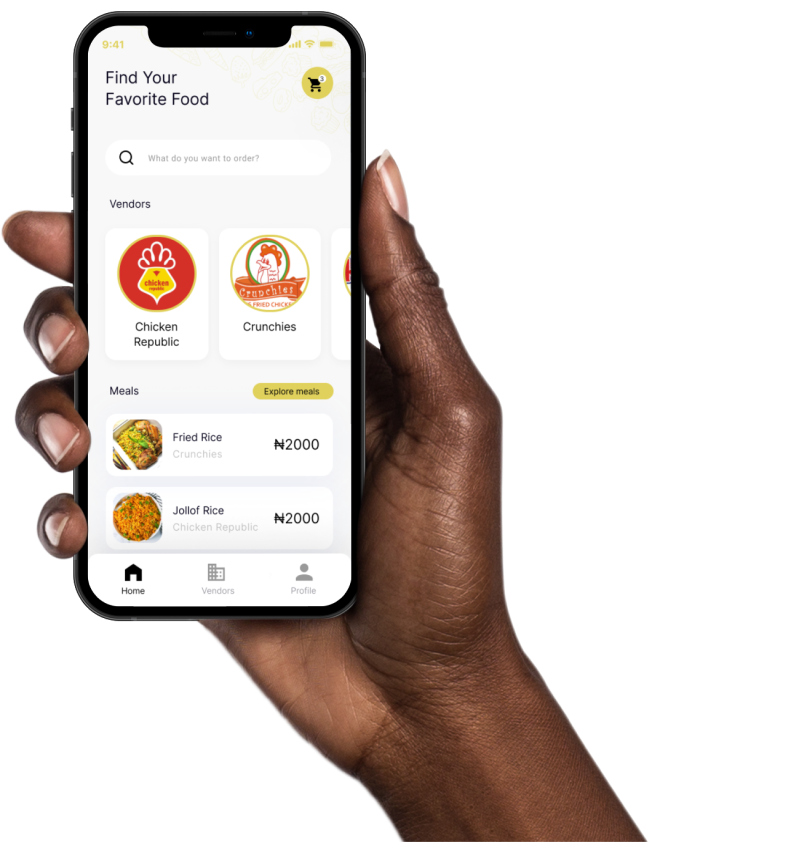 9:41
Find Your
Favorite Food
3
What do you want to order?
Vendors
chicken
republic
Crunchies
FRIED CHICK
Chicken
Republic
Crunchies
Meals
Explore meals
Fried Rice
Crunchies
₦2000
Jollof Rice
Chicken Republic
₦2000
Home
Vendors
Profile